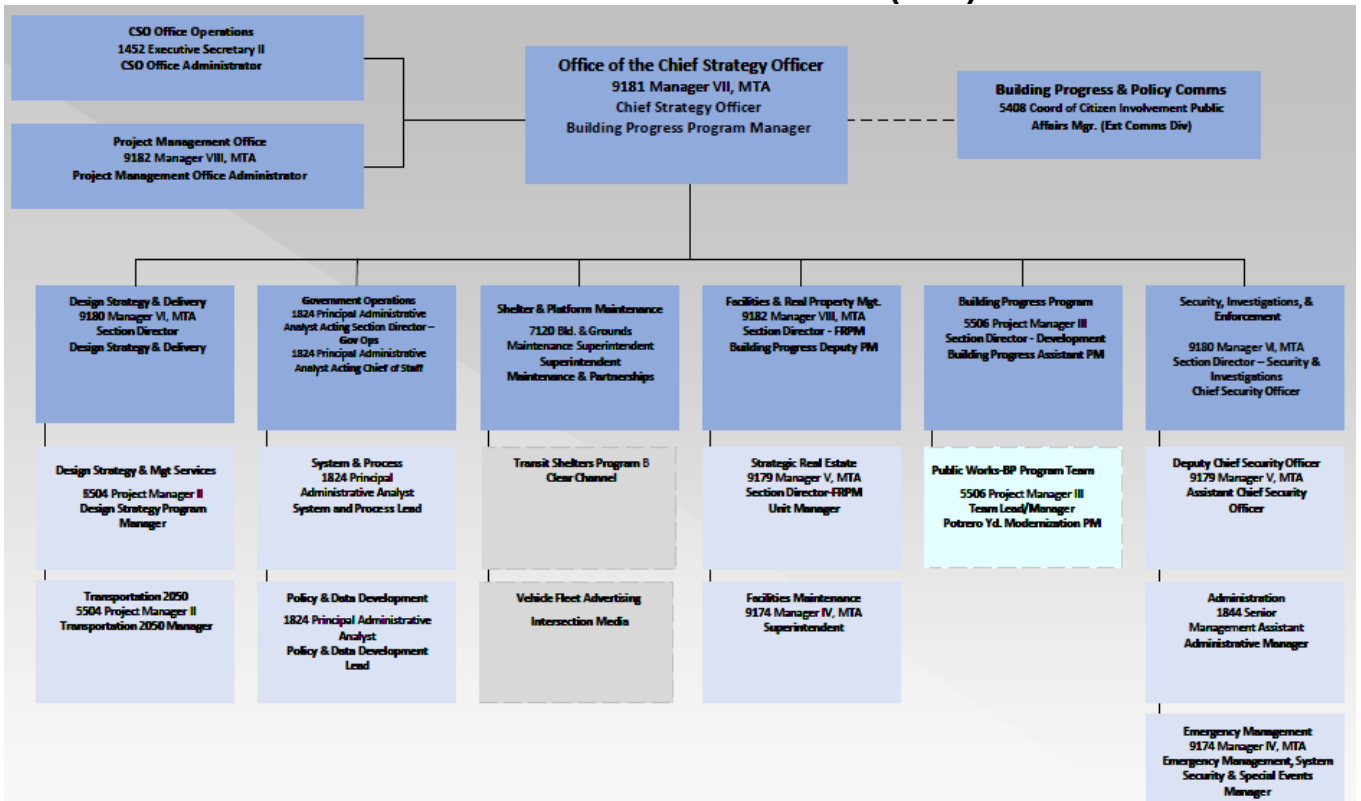 CSO Office Operations
1452 Executive Secretary II
CSO Office Administrator
Office of the Chief Strategy Officer
9181 Manager VII, MTA
Chief Strategy Officer
Building Progress Program Manager
Building Progress & Policy Comms
5408 Coord of Citizen Involvement Public
Affairs Mgr. (Ext Comms Div)
Project Management Office
9182 Manager VIII, MTA
Project Management Office Administrator
Design Strategy & Delivery
9180 Manager VI, MTA
Section Director
Design Strategy & Delivery
Government Operations
1824 Principal Administrative
Analyst Acting Section Director –
Gov Ops
1824 Principal Administrative
Analyst Acting Chief of Staff
Shelter & Platform Maintenance
7120 Bld. & Grounds
Maintenance Superintendent
Superintendent
Maintenance & Partnerships
Facilities & Real Property Mgt.
9182 Manager VIII, MTA
Section Director - FRPM
Building Progress Deputy PM
Building Progress Program
5506 Project Manager III
Section Director - Development
Building Progress Assistant PM
Security, Investigations, &
Enforcement
9180 Manager VI, MTA
Section Director – Security &
Investigations
Chief Security Officer
Design Strategy & Mgt Services
5504 Project Manager II
Design Strategy Program
Manager
System & Process
1824 Principal
Administrative Analyst
System and Process Lead
Transit Shelters Program B
Clear Channel
Strategic Real Estate
9179 Manager V, MTA
Section Director-FRPM
Unit Manager
Public Works-BP Program Team
5506 Project Manager III
Team Lead/Manager
Potrero Yd. Modernization PM
Deputy Chief Security Officer
9179 Manager V, MTA
Assistant Chief Security
Officer
Transportation 2050
5504 Project Manager II
Transportation 2050 Manager
Policy & Data Development
1824 Principal Administrative
Analyst
Policy & Data Development
Lead
Vehicle Fleet Advertising
Intersection Media
Facilities Maintenance
9174 Manager IV, MTA
Superintendent
Administration
1844 Senior
Management Assistant
Administrative Manager
Emergency Management
9174 Manager IV, MTA
Emergency Management, System
Security & Special Events
Manager